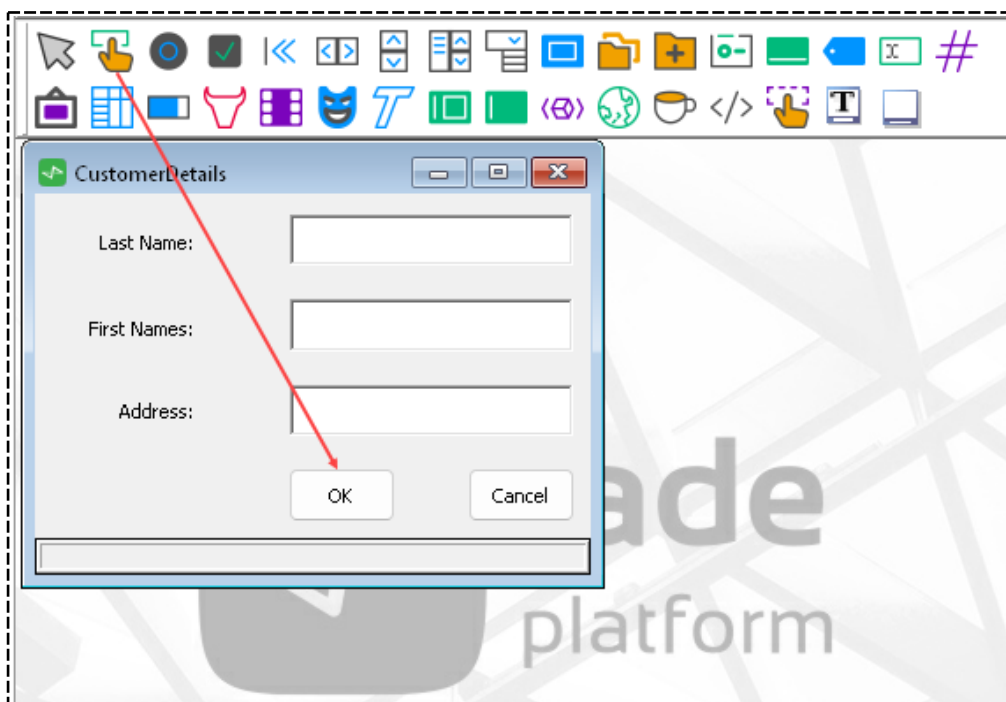 CustomerDetails
Last Name:
First Names:
Address:
OK
Cancel
ade
platform